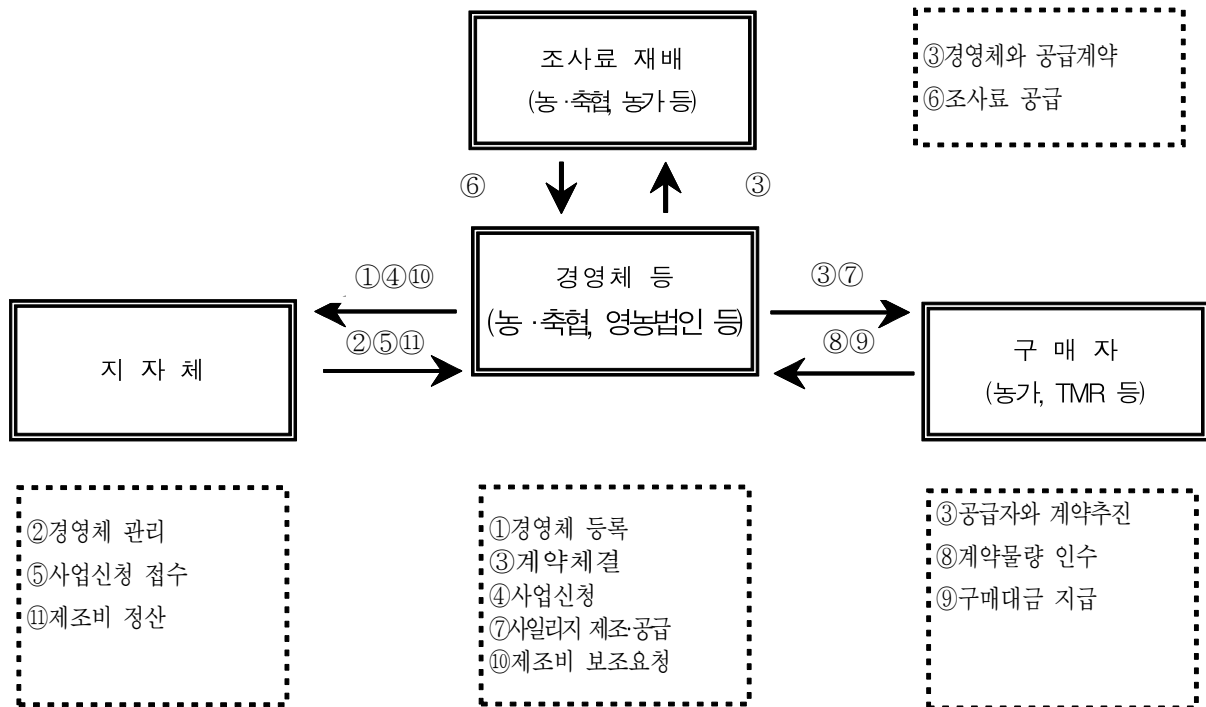 조사료 재배
(농·축협, 농가 등)
③경영체와 공급계약
⑥조사료 공급
⑥
③
경영체 등
(농·축협, 영농법인 등)
①④⑩
②⑤⑪
③⑦
⑧⑨
지 자 체
구 매 자
(농가, TMR 등)
②경영체 관리
⑤사업신청 접수
⑪제조비 정산
①경영체 등록
③계약체결
④사업신청
⑦사일리지 제조·공급
⑩제조비 보조요청
③공급자와 계약추진
⑧계약물량 인수
⑨구매대금 지급